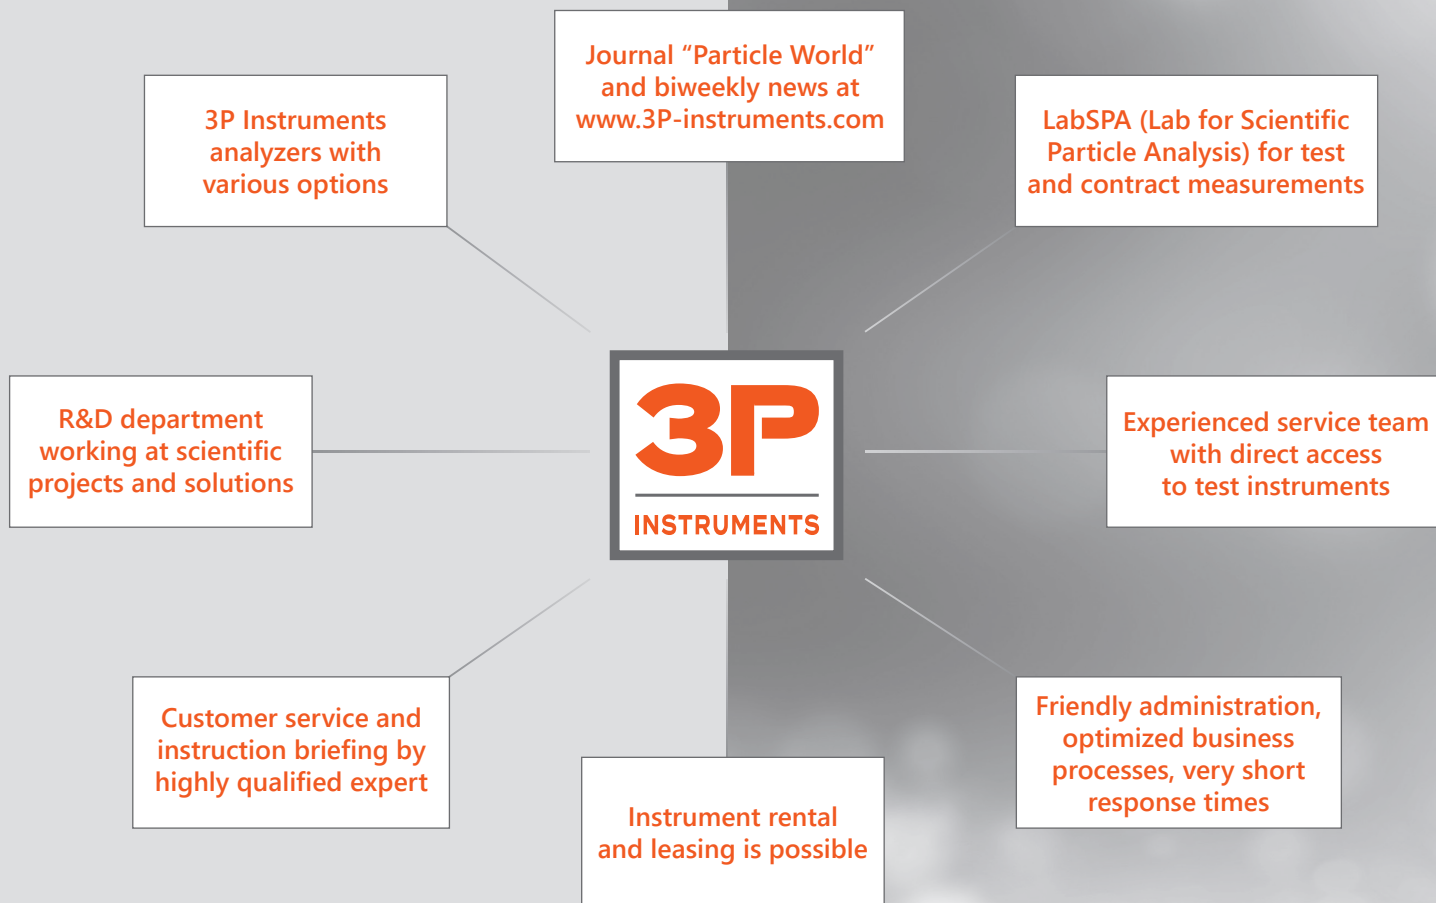 Journal “Particle World”
and biweekly news at
www.3P-instruments.com
3P Instruments
analyzers with
various options
LabSPA (Lab for Scientific
Particle Analysis) for test
and contract measurements
R&D department
working at scientific
projects and solutions
3P
INSTRUMENTS
Experienced service team
with direct access
to test instruments
Customer service and
instruction briefing by
highly qualified expert
Friendly administration,
optimized business
processes, very short
response times
Instrument rental
and leasing is possible